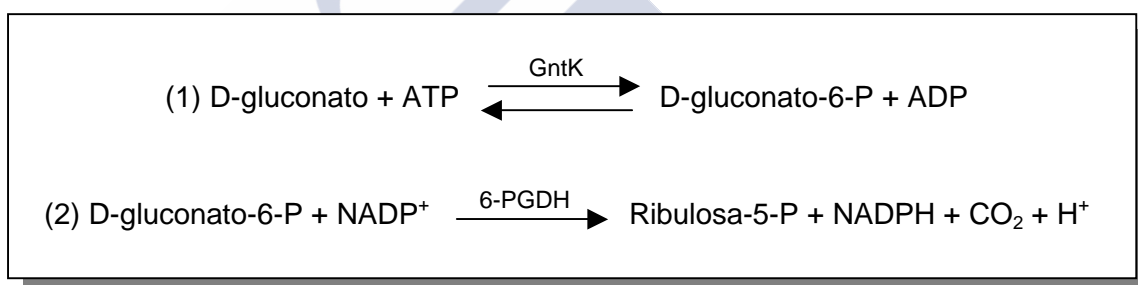 GntK
(1) D-gluconato + ATP D-gluconato-6-P + ADP
6-PGDH
(2) D-gluconato-6-P + NADP⁺ Ribulosa-5-P + NADPH + CO₂ + H⁺